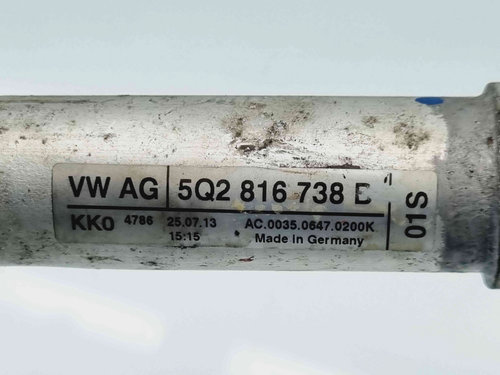 VW AG 5Q2 816 738
KK0 4786 25.07.13 AC.0035.0647.0200K
15:15 Made in Germany
01S